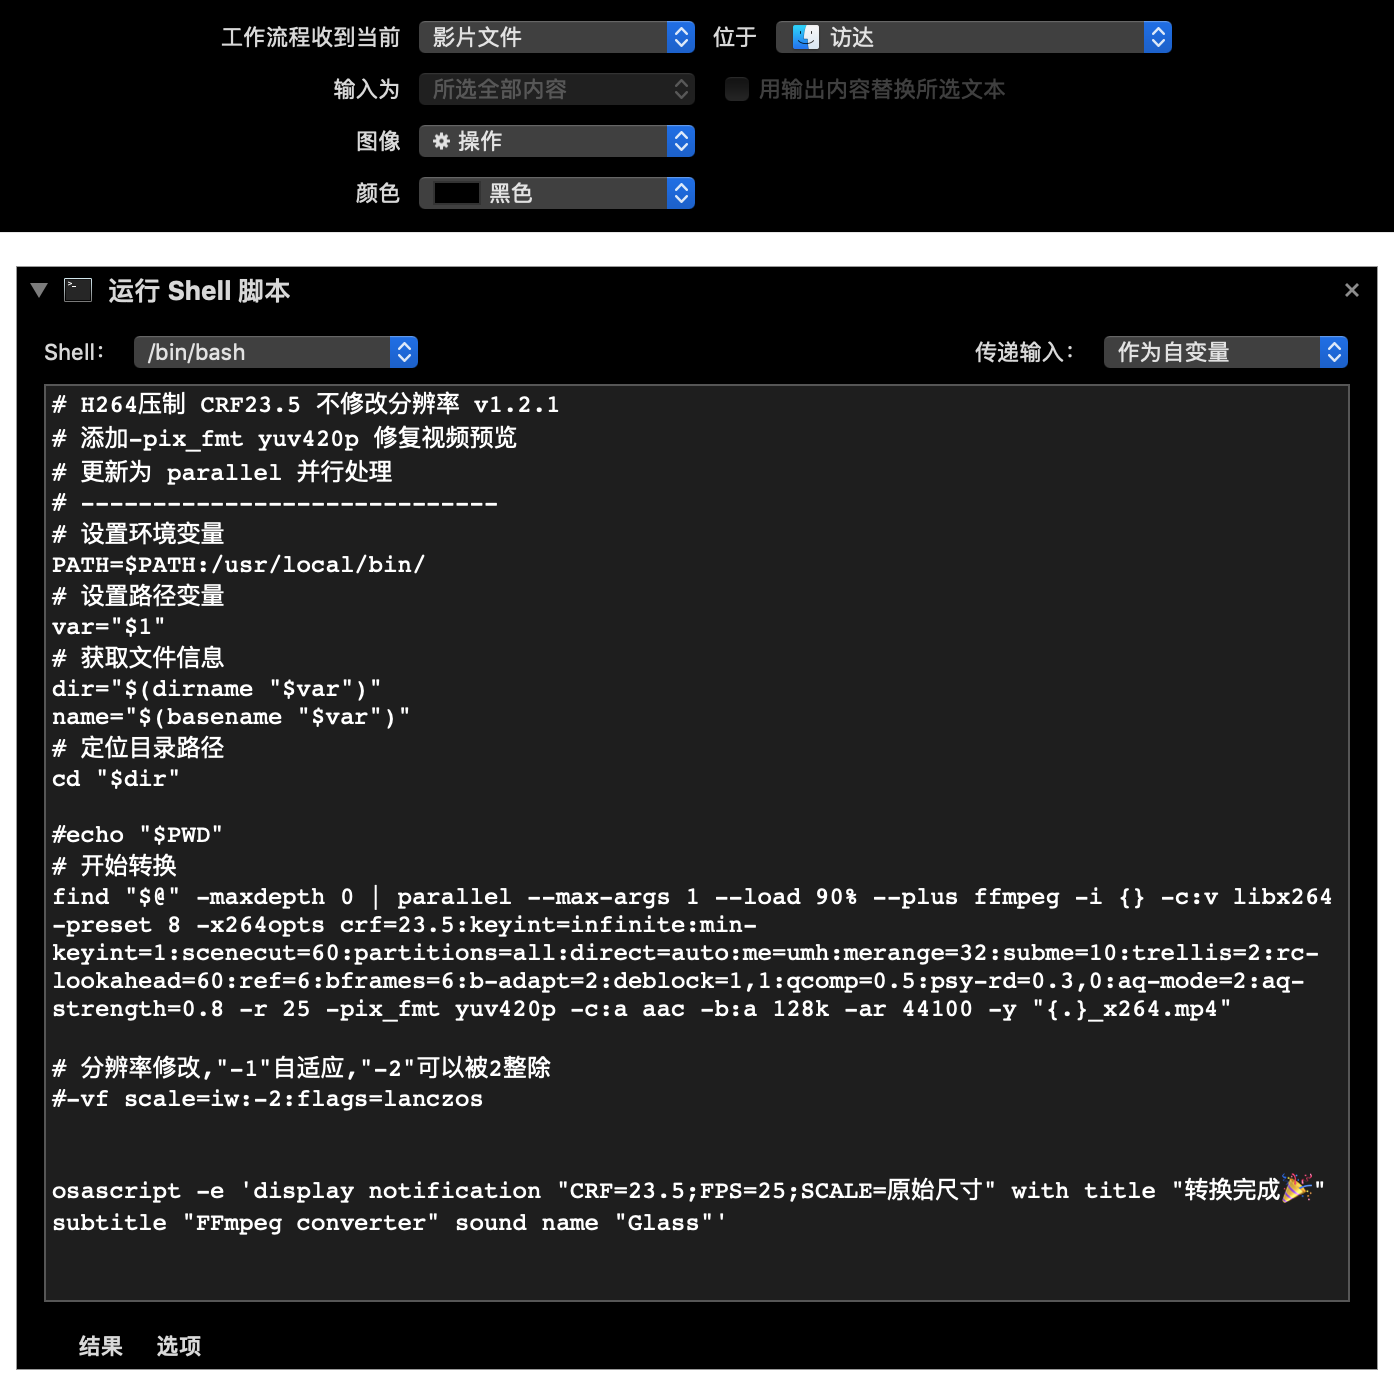 工作流程收到当前 影片文件 位于 访达
输入为 所选全部内容 用输出内容替换所选文本
图像 操作
颜色 黑色
运行 Shell 脚本
Shell: /bin/bash 传递输入: 作为自变量
# H264压制 CRF23.5 不修改分辨率 v1.2.1
# 添加-pix_fmt yuv420p 修复视频预览
# 更新为 parallel 并行处理
# -----------------------------
# 设置环境变量
PATH=$PATH:/usr/local/bin/
# 设置路径变量
var="$1"
# 获取文件信息
dir="$(dirname "$var")"
name="$(basename "$var")"
# 定位目录路径
cd "$dir"
#echo "$PWD"
# 开始转换
find "$@" -maxdepth 0 | parallel --max-args 1 --load 90% --plus ffmpeg -i {} -c:v libx264
-preset 8 -x264opts crf=23.5:keyint=infinite:min-
keyint=1:scenecut=60:partitions=all:direct=auto:me=umh:merange=32:subme=10:trellis=2:rc-
lookahead=60:ref=6:bframes=6:b-adapt=2:deblock=1,1:qcomp=0.5:psy-rd=0.3,0:aq-mode=2:aq-
strength=0.8 -r 25 -pix_fmt yuv420p -c:a aac -b:a 128k -ar 44100 -y "{.}_x264.mp4"
# 分辨率修改,"-1"自适应,"-2"可以被2整除
#-vf scale=iw:-2:flags=lanczos
osascript -e 'display notification "CRF=23.5;FPS=25;SCALE=原始尺寸" with title "转换完成🎉"
subtitle "FFmpeg converter" sound name "Glass"'
结果 选项